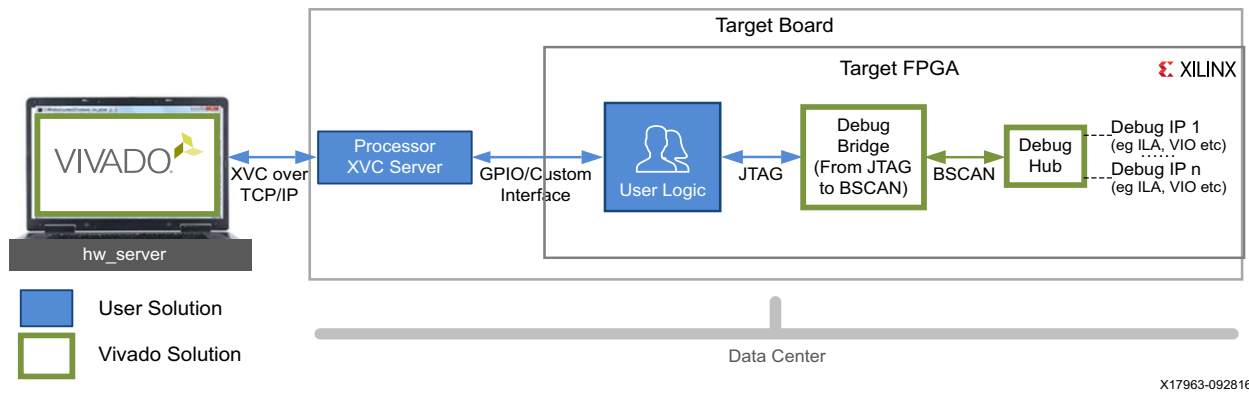 Target Board
Target FPGA
XILINX
VIVADO
Processor
XVC Server
XVC over
TCP/IP
GPIO/Custom
Interface
User Logic
JTAG
Debug
Bridge
(From JTAG
to BSCAN)
BSCAN
Debug
Hub
Debug IP 1
(eg ILA, VIO etc)
Debug IP n
(eg ILA, VIO etc)
hw_server
User Solution
Vivado Solution
Data Center
X17963-092816